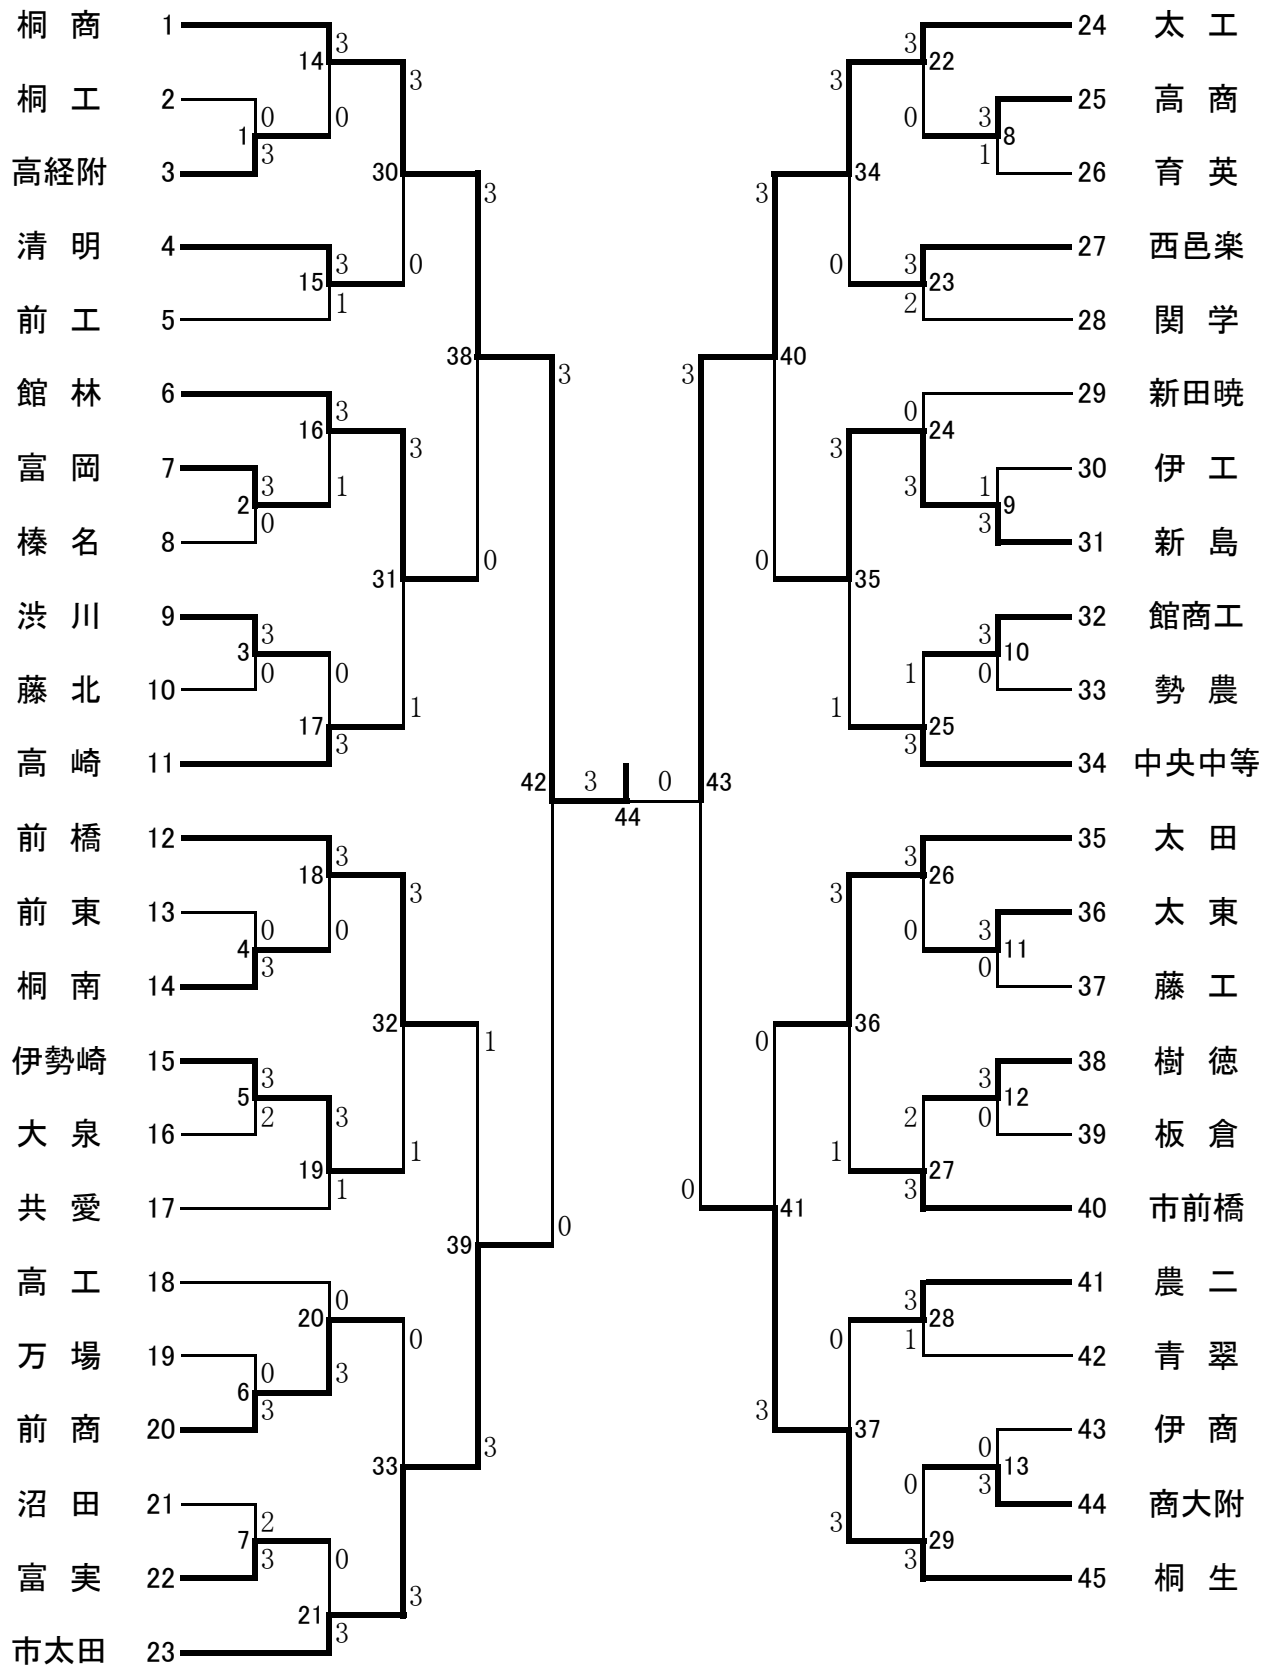 桐 商 1
桐 工 2
高経附 3
清 明 4
前 工 5
館 林 6
富 岡 7
榛 名 8
渋 川 9
藤 北 10
高 崎 11
前 橋 12
前 東 13
桐 南 14
伊勢崎 15
大 泉 16
共 愛 17
高 工 18
万 場 19
前 商 20
沼 田 21
富 実 22
市太田 23
0
1
3
3
2
0
3
3
0
0
4
3
3
5
2
0
6
3
2
7
3
3
14
0
3
15
1
3
16
1
0
17
3
3
18
0
3
19
1
0
20
3
0
21
3
3
30
0
3
31
1
3
32
1
0
33
3
3
38
0
1
39
3
3
42
0
3
0
44
3
43
0
3
40
0
0
41
3
3
34
0
3
35
1
3
36
1
0
37
3
3
22
0
3
23
2
0
24
3
1
25
3
3
26
0
2
27
3
3
28
1
0
29
3
3
8
1
1
9
3
3
10
0
3
11
0
3
12
0
0
13
3
24 太 工
25 高 商
26 育 英
27 西邑楽
28 関 学
29 新田暁
30 伊 工
31 新 島
32 館商工
33 勢 農
34 中央中等
35 太 田
36 太 東
37 藤 工
38 樹 徳
39 板 倉
40 市前橋
41 農 二
42 青 翠
43 伊 商
44 商大附
45 桐 生